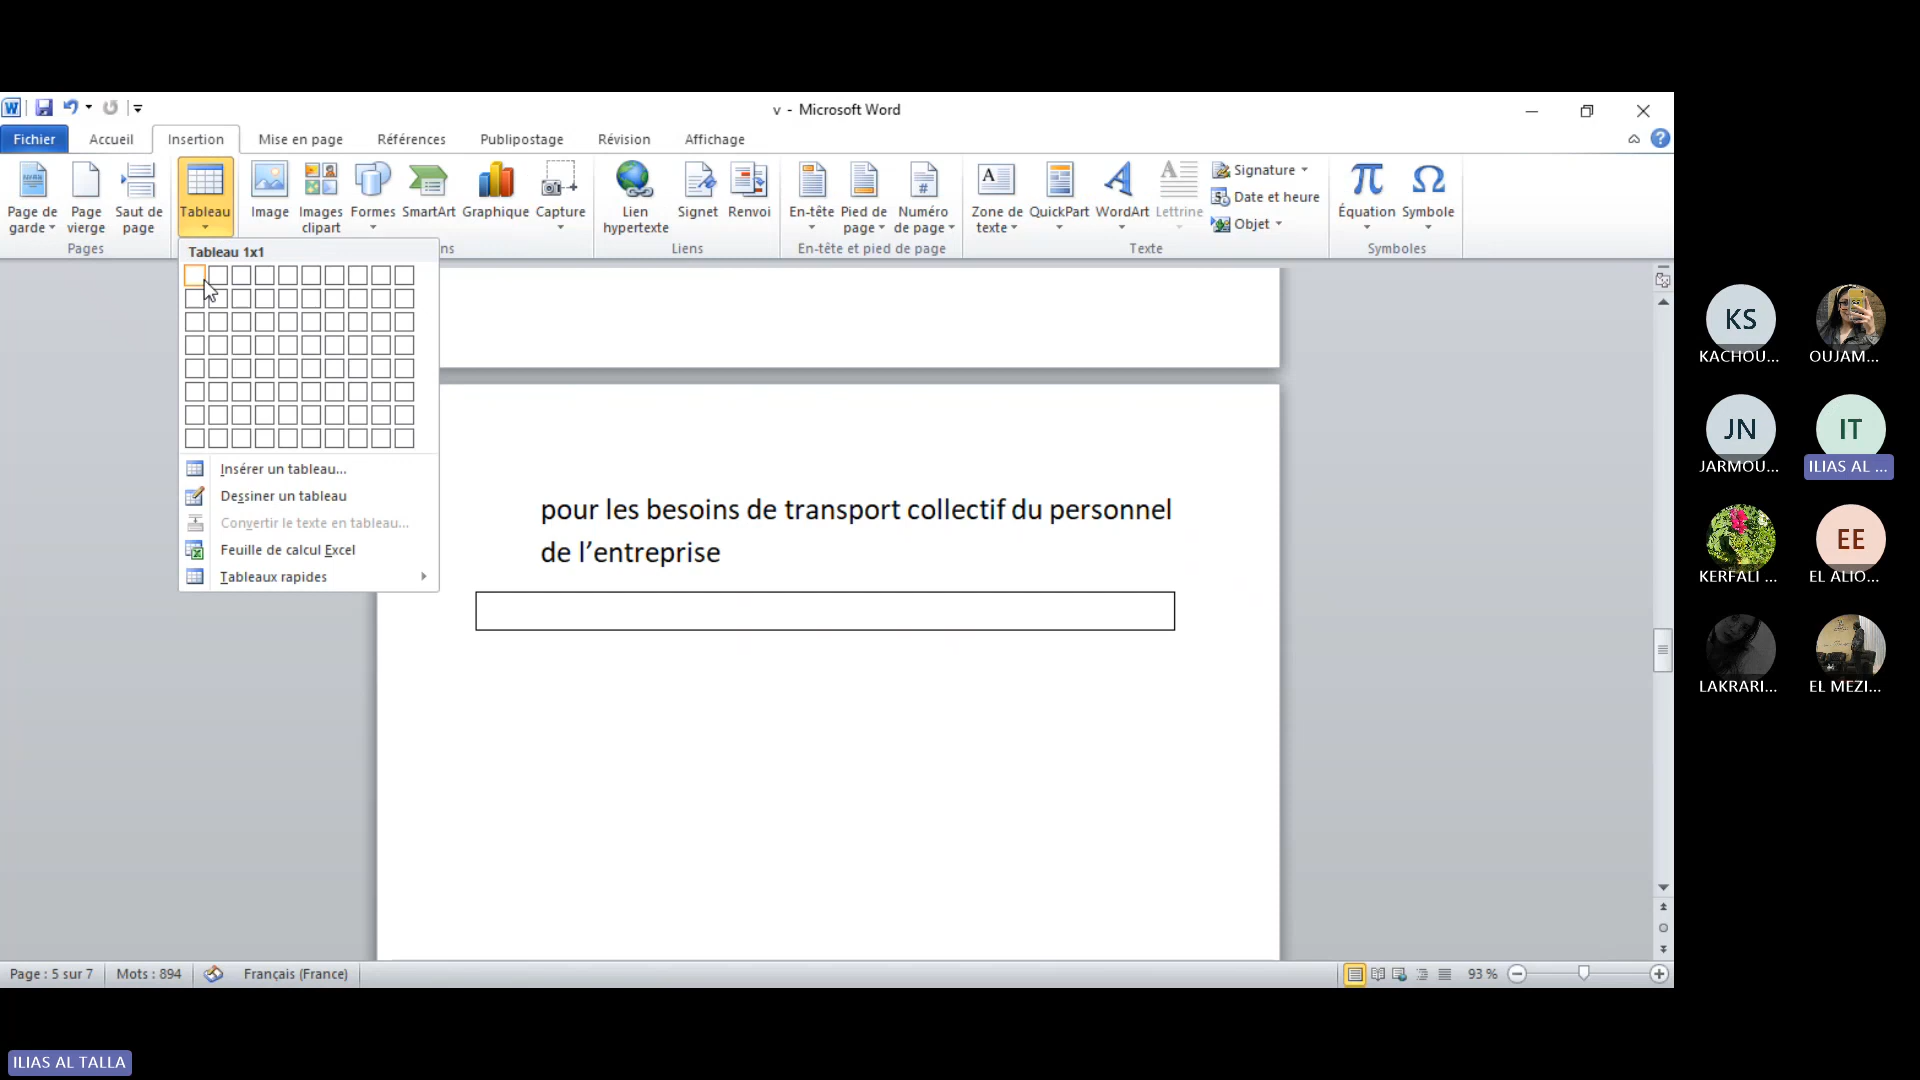 v - Microsoft Word
Fichier Accueil Insertion Mise en page Références Publipostage Révision Affichage
Page de garde Page vierge Saut de page Tableau Image Images clipart Formes SmartArt Graphique Capture Lien hypertexte Signet Renvoi En-tête Pied de page Numéro de page Zone de texte QuickPart WordArt Lettrine Équation Symbole
Signature
Date et heure
Objet
Pages ns Liens En-tête et pied de page Texte Symboles
Tableau 1x1
Insérer un tableau...
Dessiner un tableau
Convertir le texte en tableau...
Feuille de calcul Excel
Tableaux rapides
pour les besoins de transport collectif du personnel
de l’entreprise
Page : 5 sur 7 Mots : 894 Français (France) 93 %
KS
KACHOU...
OUJAM...
JN
JARMOU...
IT
ILIAS AL ...
KERFALI ...
EE
EL ALIO...
LAKRARI...
EL MEZI...
ILIAS AL TALLA